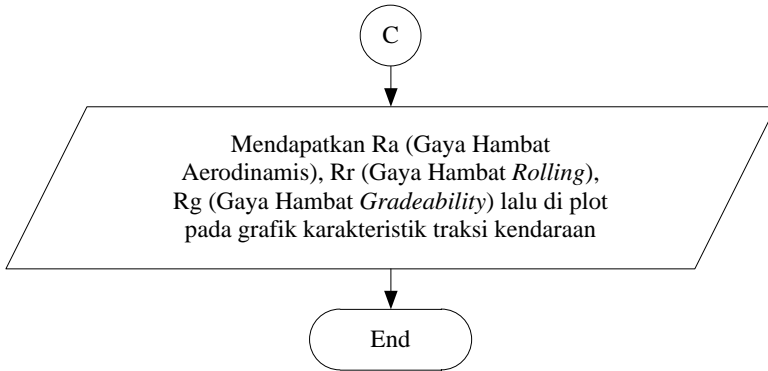 C
Mendapatkan Ra (Gaya Hambat
Aerodinamis), Rr (Gaya Hambat Rolling),
Rg (Gaya Hambat Gradeability) lalu di plot
pada grafik karakteristik traksi kendaraan
End